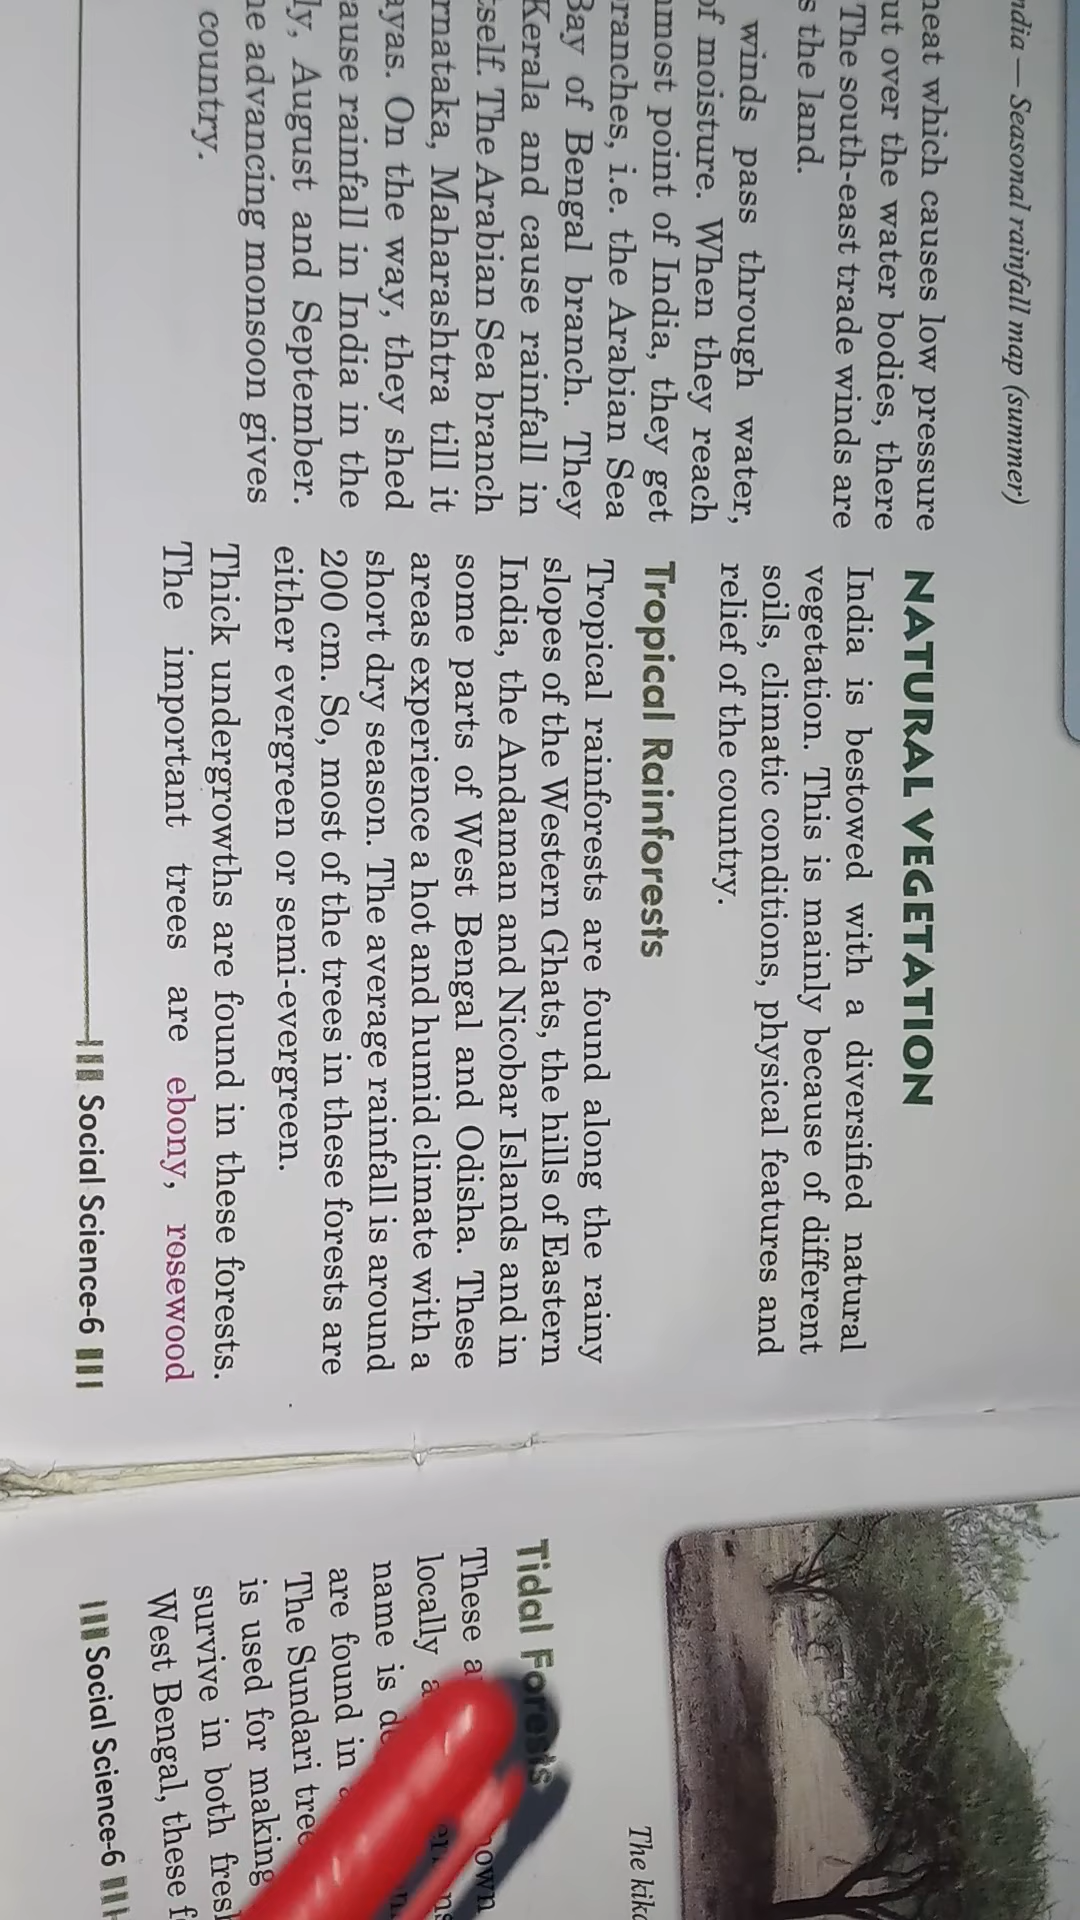 ndia — Seasonal rainfall map (summer)
heat which causes low pressure
ut over the water bodies, there
The south-east trade winds are
s the land.
winds pass through water,
of moisture. When they reach
nmost point of India, they get
ranches, i.e. the Arabian Sea
Bay of Bengal branch. They
Kerala and cause rainfall in
tself. The Arabian Sea branch
rnataka, Maharashtra till it
ayas. On the way, they shed
ause rainfall in India in the
ly, August and September.
he advancing monsoon gives
country.
NATURAL VEGETATION
India is bestowed with a diversified natural
vegetation. This is mainly because of different
soils, climatic conditions, physical features and
relief of the country.
Tropical Rainforests
Tropical rainforests are found along the rainy
slopes of the Western Ghats, the hills of Eastern
India, the Andaman and Nicobar Islands and in
some parts of West Bengal and Odisha. These
areas experience a hot and humid climate with a
short dry season. The average rainfall is around
200 cm. So, most of the trees in these forests are
either evergreen or semi-evergreen.
Thick undergrowths are found in these forests.
The important trees are ebony, rosewood
Social Science-6
The kika
Tidal Forests
These
locally
name is
are found in
The Sundari tree
is used for making
survive in both fresh
West Bengal, these f
Social Science-6